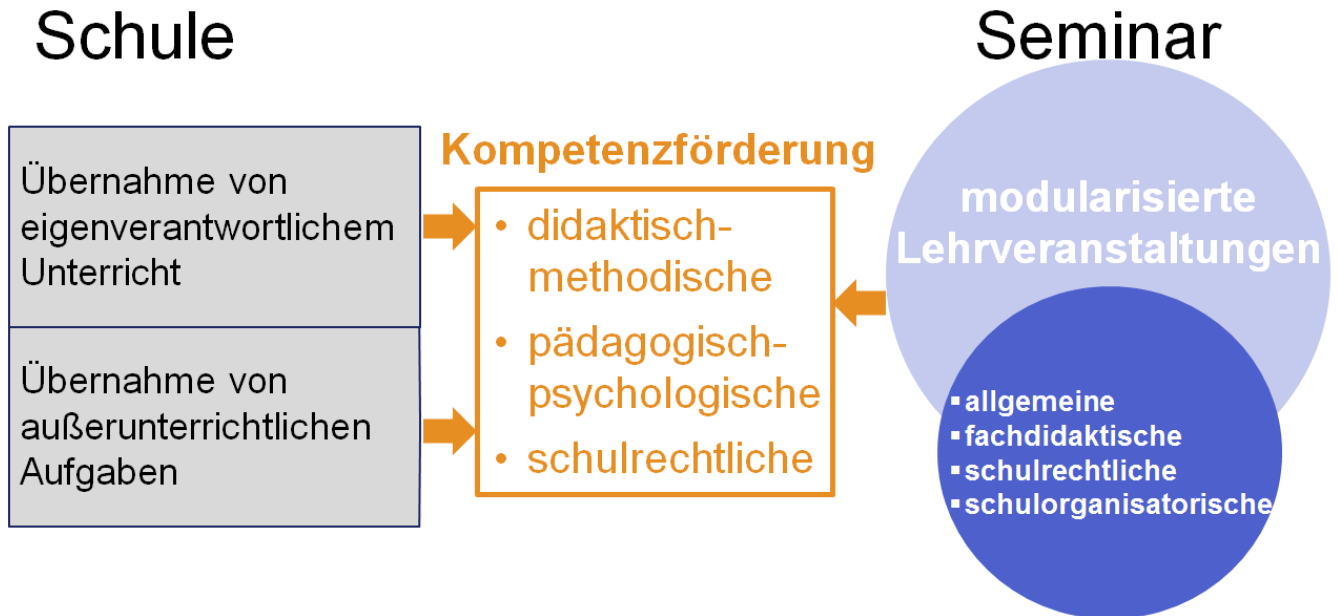 Schule
Seminar
Übernahme von
eigenverantwortlichem
Unterricht
Übernahme von
außerunterrichtlichen
Aufgaben
Kompetenzförderung
• didaktisch-
methodische
• pädagogisch-
psychologische
• schulrechtliche
modularisierte
Lehrveranstaltungen
▪ allgemeine
▪ fachdidaktische
▪ schulrechtliche
▪ schulorganisatorische